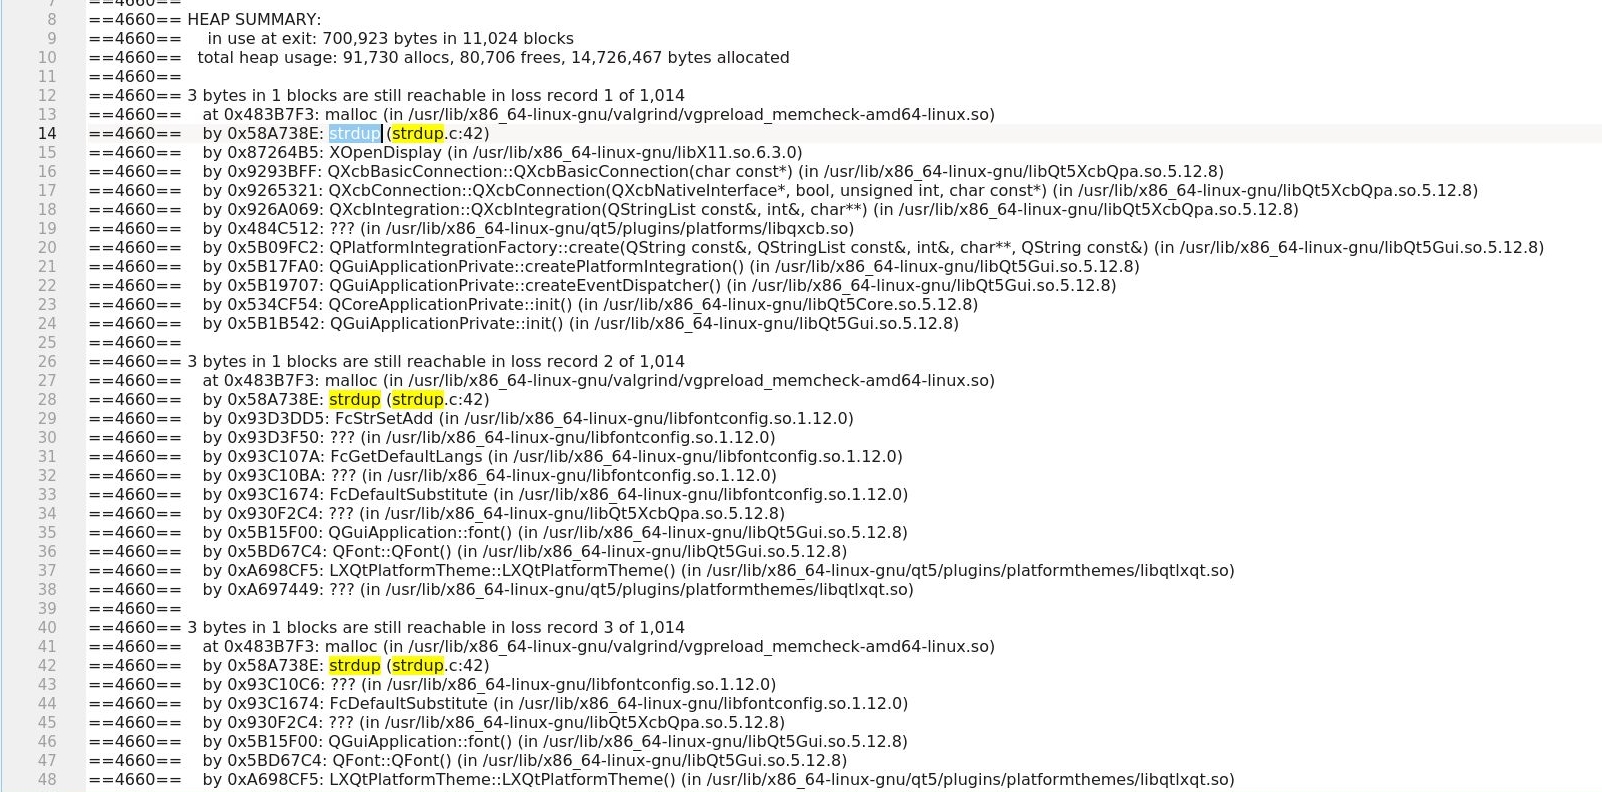 7 ==4660==
8 ==4660== HEAP SUMMARY:
9 ==4660== in use at exit: 700,923 bytes in 11,024 blocks
10 ==4660== total heap usage: 91,730 allocs, 80,706 frees, 14,726,467 bytes allocated
11 ==4660==
12 ==4660== 3 bytes in 1 blocks are still reachable in loss record 1 of 1,014
13 ==4660== at 0x483B7F3: malloc (in /usr/lib/x86_64-linux-gnu/valgrind/vgpreload_memcheck-amd64-linux.so)
14 ==4660== by 0x58A738E: strdup (strdup.c:42)
15 ==4660== by 0x87264B5: XOpenDisplay (in /usr/lib/x86_64-linux-gnu/libX11.so.6.3.0)
16 ==4660== by 0x9293BFF: QXcbBasicConnection::QXcbBasicConnection(char const*) (in /usr/lib/x86_64-linux-gnu/libQt5XcbQpa.so.5.12.8)
17 ==4660== by 0x9265321: QXcbConnection::QXcbConnection(QXcbNativeInterface*, bool, unsigned int, char const*) (in /usr/lib/x86_64-linux-gnu/libQt5XcbQpa.so.5.12.8)
18 ==4660== by 0x926A069: QXcbIntegration::QXcbIntegration(QStringList const&, int&, char**) (in /usr/lib/x86_64-linux-gnu/libQt5XcbQpa.so.5.12.8)
19 ==4660== by 0x484C512: ??? (in /usr/lib/x86_64-linux-gnu/qt5/plugins/platforms/libqxcb.so)
20 ==4660== by 0x5B09FC2: QPlatformIntegrationFactory::create(QString const&, QStringList const&, int&, char**, QString const&) (in /usr/lib/x86_64-linux-gnu/libQt5Gui.so.5.12.8)
21 ==4660== by 0x5B17FA0: QGuiApplicationPrivate::createPlatformIntegration() (in /usr/lib/x86_64-linux-gnu/libQt5Gui.so.5.12.8)
22 ==4660== by 0x5B19707: QGuiApplicationPrivate::createEventDispatcher() (in /usr/lib/x86_64-linux-gnu/libQt5Gui.so.5.12.8)
23 ==4660== by 0x534CF54: QCoreApplicationPrivate::init() (in /usr/lib/x86_64-linux-gnu/libQt5Core.so.5.12.8)
24 ==4660== by 0x5B1B542: QGuiApplicationPrivate::init() (in /usr/lib/x86_64-linux-gnu/libQt5Gui.so.5.12.8)
25 ==4660==
26 ==4660== 3 bytes in 1 blocks are still reachable in loss record 2 of 1,014
27 ==4660== at 0x483B7F3: malloc (in /usr/lib/x86_64-linux-gnu/valgrind/vgpreload_memcheck-amd64-linux.so)
28 ==4660== by 0x58A738E: strdup (strdup.c:42)
29 ==4660== by 0x93D3DD5: FcStrSetAdd (in /usr/lib/x86_64-linux-gnu/libfontconfig.so.1.12.0)
30 ==4660== by 0x93D3F50: ??? (in /usr/lib/x86_64-linux-gnu/libfontconfig.so.1.12.0)
31 ==4660== by 0x93C107A: FcGetDefaultLangs (in /usr/lib/x86_64-linux-gnu/libfontconfig.so.1.12.0)
32 ==4660== by 0x93C10BA: ??? (in /usr/lib/x86_64-linux-gnu/libfontconfig.so.1.12.0)
33 ==4660== by 0x93C1674: FcDefaultSubstitute (in /usr/lib/x86_64-linux-gnu/libfontconfig.so.1.12.0)
34 ==4660== by 0x930F2C4: ??? (in /usr/lib/x86_64-linux-gnu/libQt5XcbQpa.so.5.12.8)
35 ==4660== by 0x5B15F00: QGuiApplication::font() (in /usr/lib/x86_64-linux-gnu/libQt5Gui.so.5.12.8)
36 ==4660== by 0x5BD67C4: QFont::QFont() (in /usr/lib/x86_64-linux-gnu/libQt5Gui.so.5.12.8)
37 ==4660== by 0xA698CF5: LXQtPlatformTheme::LXQtPlatformTheme() (in /usr/lib/x86_64-linux-gnu/qt5/plugins/platformthemes/libqtlxqt.so)
38 ==4660== by 0xA697449: ??? (in /usr/lib/x86_64-linux-gnu/qt5/plugins/platformthemes/libqtlxqt.so)
39 ==4660==
40 ==4660== 3 bytes in 1 blocks are still reachable in loss record 3 of 1,014
41 ==4660== at 0x483B7F3: malloc (in /usr/lib/x86_64-linux-gnu/valgrind/vgpreload_memcheck-amd64-linux.so)
42 ==4660== by 0x58A738E: strdup (strdup.c:42)
43 ==4660== by 0x93C10C6: ??? (in /usr/lib/x86_64-linux-gnu/libfontconfig.so.1.12.0)
44 ==4660== by 0x93C1674: FcDefaultSubstitute (in /usr/lib/x86_64-linux-gnu/libfontconfig.so.1.12.0)
45 ==4660== by 0x930F2C4: ??? (in /usr/lib/x86_64-linux-gnu/libQt5XcbQpa.so.5.12.8)
46 ==4660== by 0x5B15F00: QGuiApplication::font() (in /usr/lib/x86_64-linux-gnu/libQt5Gui.so.5.12.8)
47 ==4660== by 0x5BD67C4: QFont::QFont() (in /usr/lib/x86_64-linux-gnu/libQt5Gui.so.5.12.8)
48 ==4660== by 0xA698CF5: LXQtPlatformTheme::LXQtPlatformTheme() (in /usr/lib/x86_64-linux-gnu/qt5/plugins/platformthemes/libqtlxqt.so)